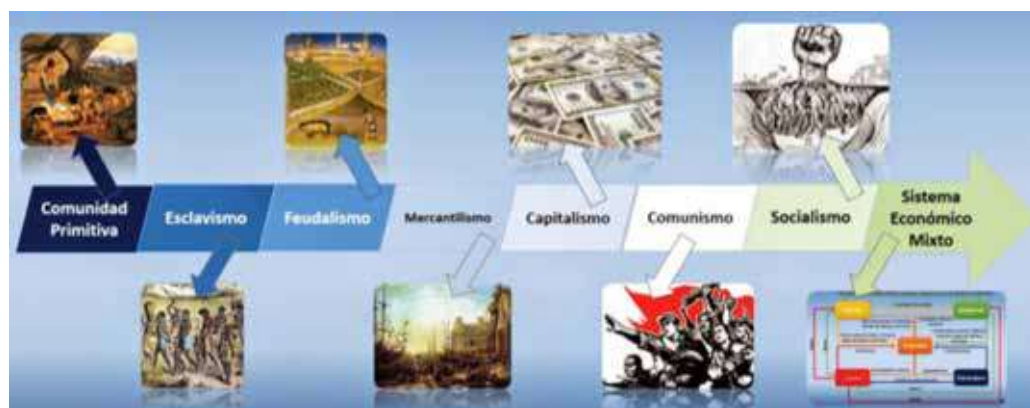 Comunidad
Primitiva
Esclavismo
Feudalismo
Mercantilismo
Capitalismo
Comunismo
Socialismo
Sistema
Económico
Mixto